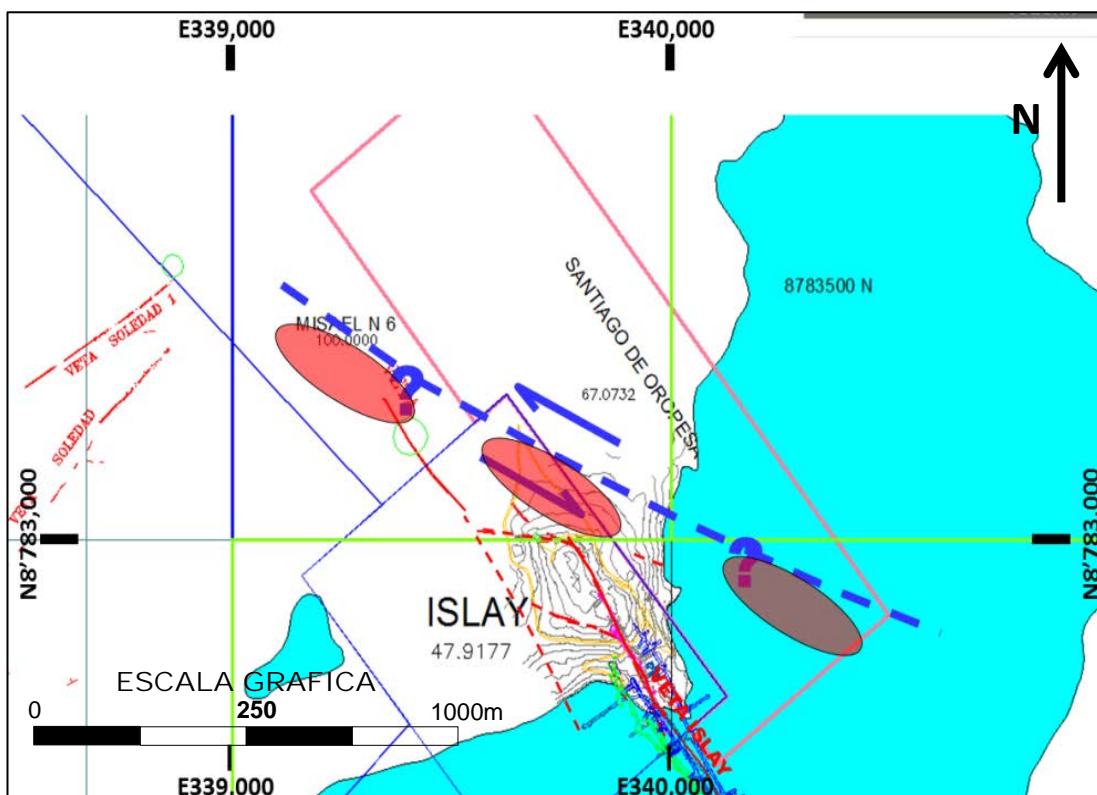 E339,000
E340,000
N
SANTIAGO DE OROPESA
8783500 N
VETA SOLEDAD 1
MISAEL N 6
100.0000
?
67.0732
SOLEDAD
N8'783,000
N8'783,000
?
ISLAY
47.9177
ESCALA GRAFICA
0
250
1000m
VETA ISLAY
E339,000
E340,000